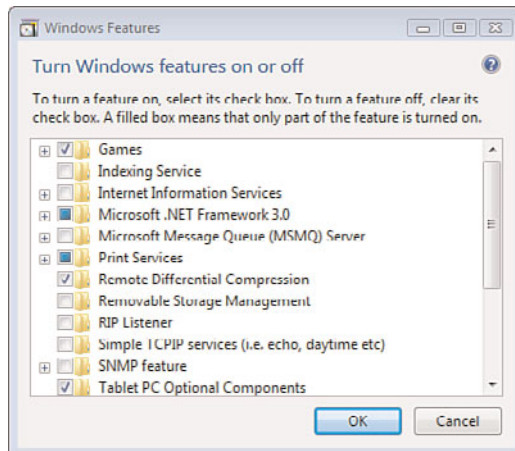 Windows Features
Turn Windows features on or off
To turn a feature on, select its check box. To turn a feature off, clear its
check box. A filled box means that only part of the feature is turned on.
Games
Indexing Service
Internet Information Services
Microsoft .NET Framework 3.0
Microsoft Message Queue (MSMQ) Server
Print Services
Remote Differential Compression
Removable Storage Management
RIP Listener
Simple TCPIP services (i.e. echo, daytime etc)
SNMP feature
Tablet PC Optional Components
OK Cancel